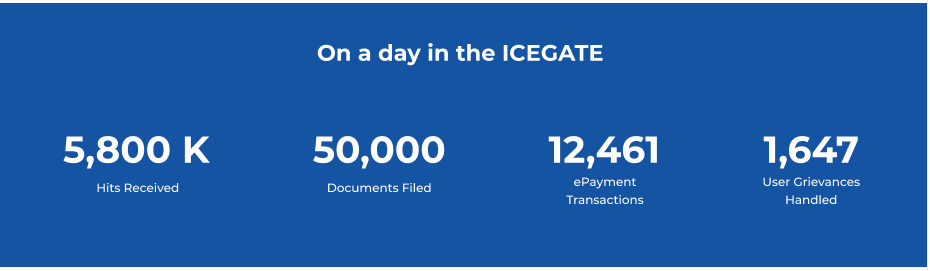 On a day in the ICEGATE
5,800 K
Hits Received
50,000
Documents Filed
12,461
ePayment
Transactions
1,647
User Grievances
Handled